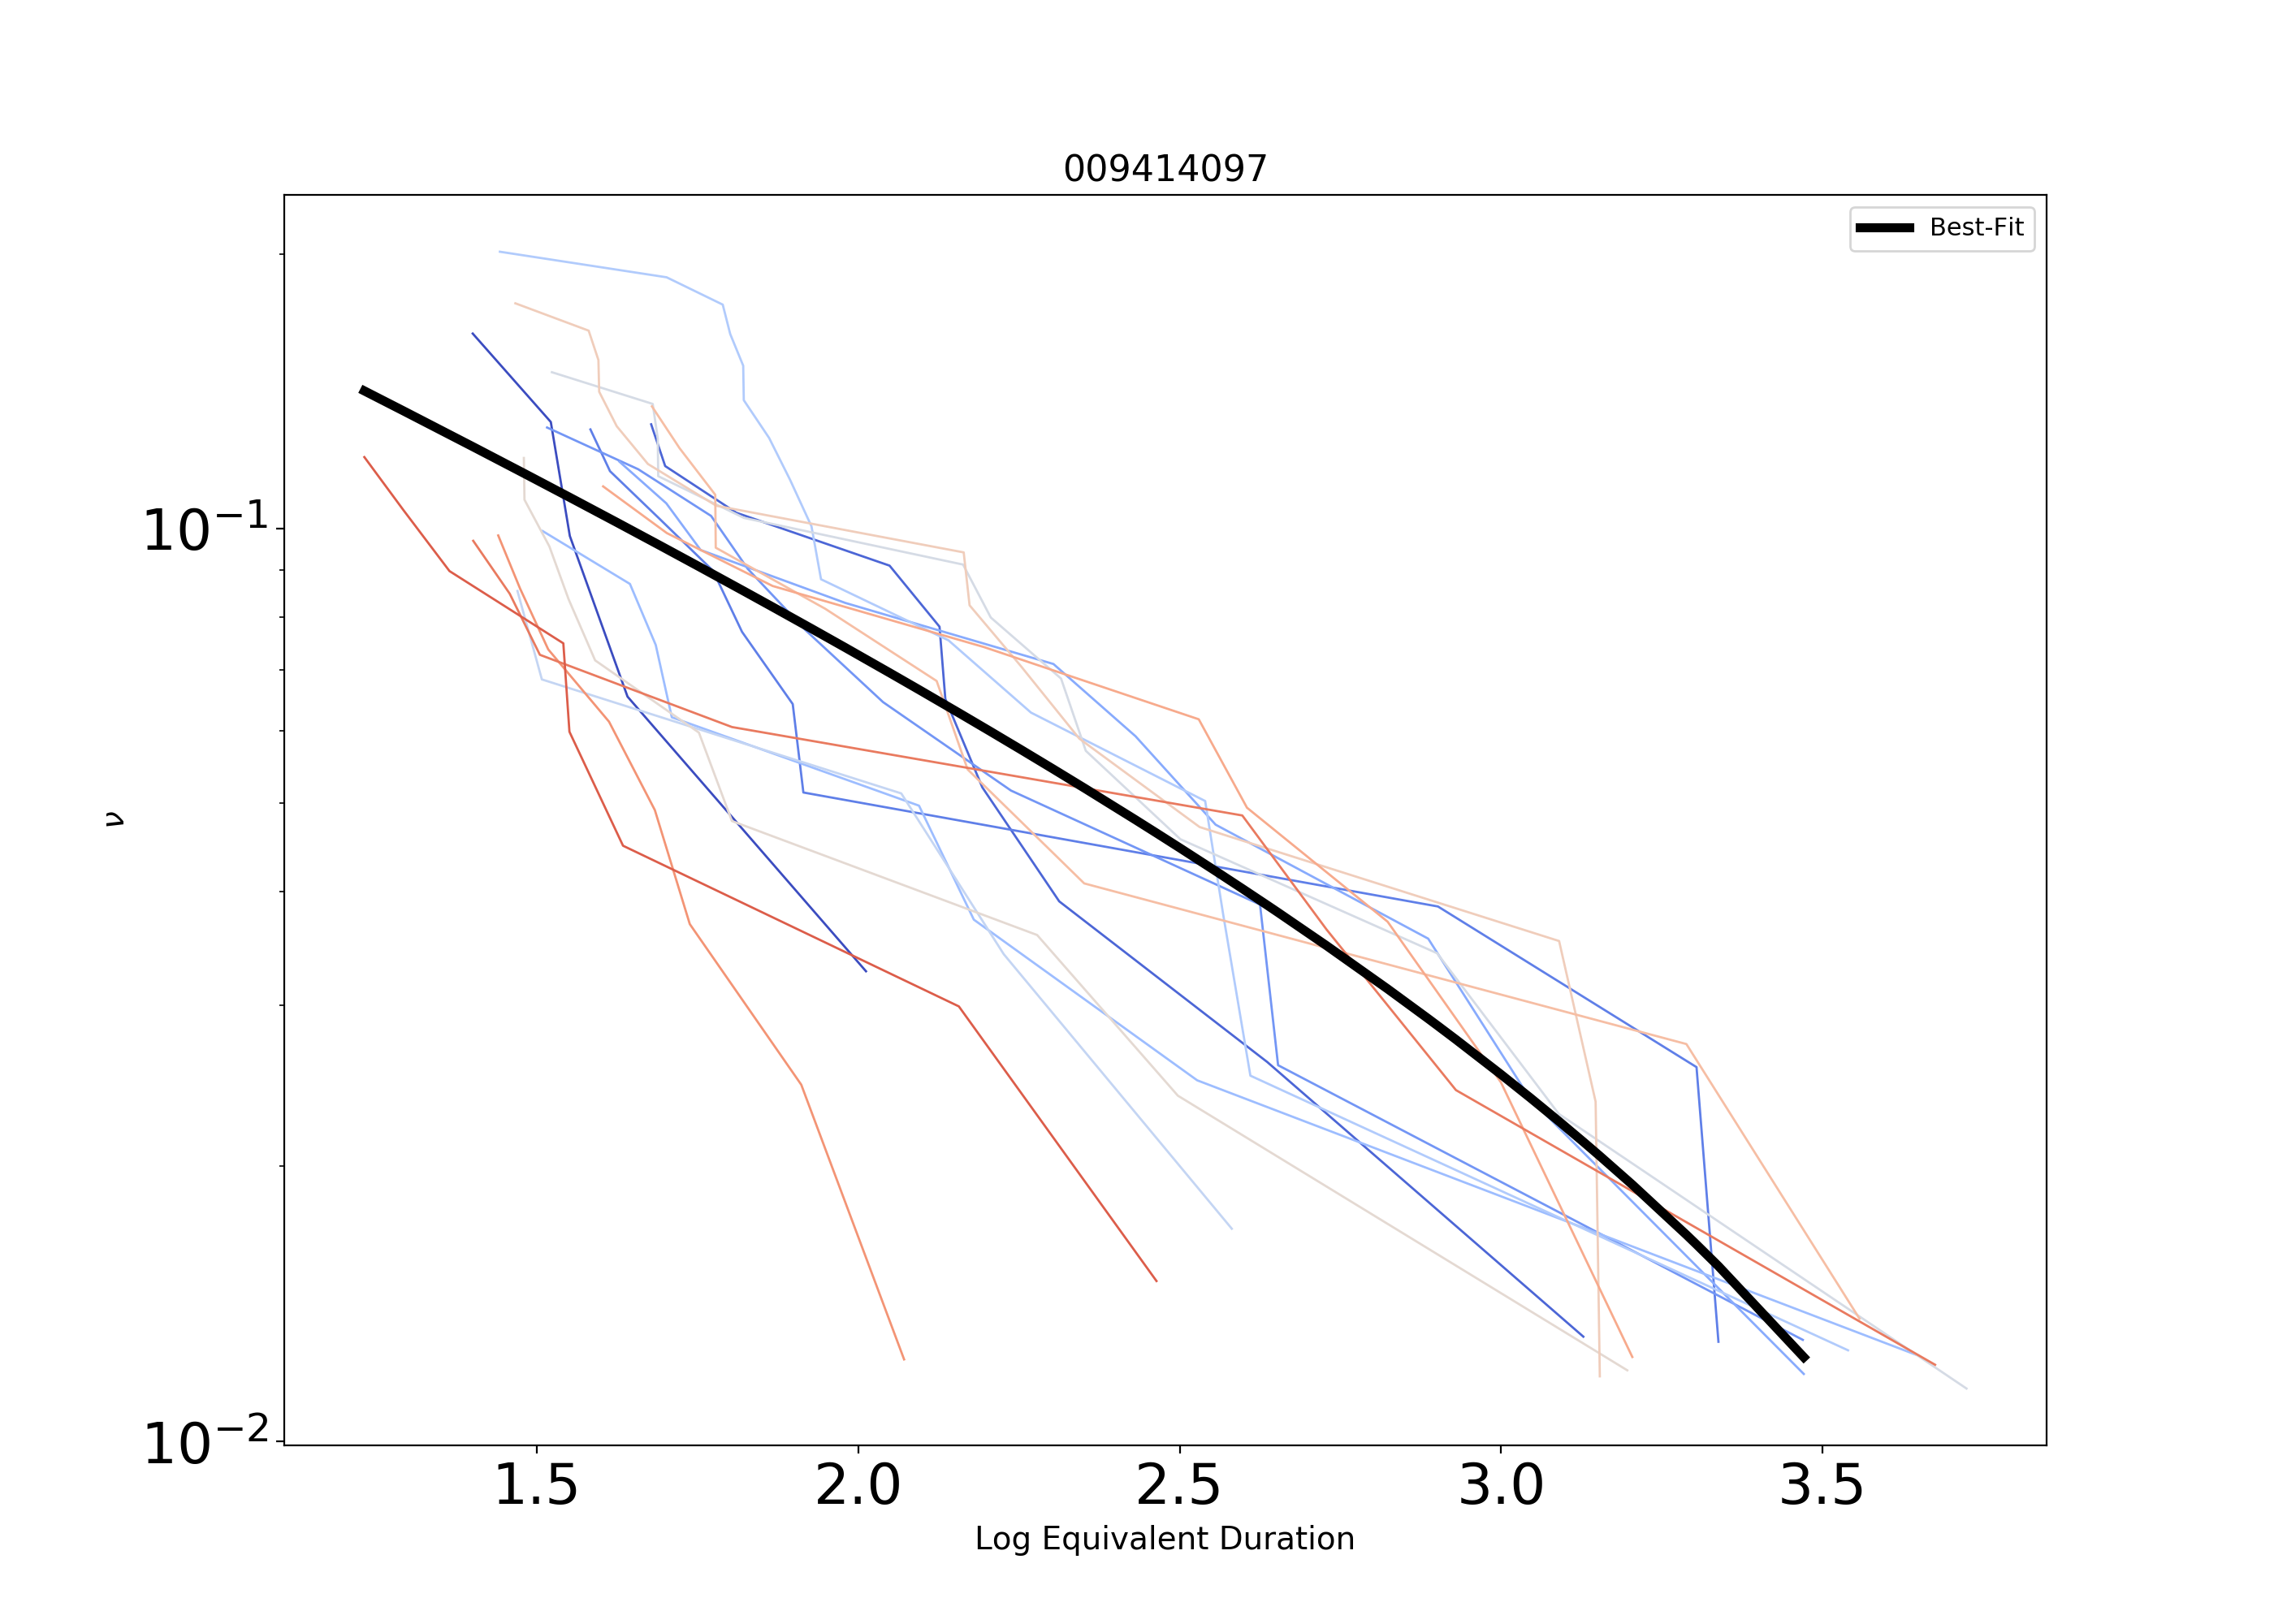 009414097
Best-Fit
10⁻¹
ν
10⁻²
1.5 2.0 2.5 3.0 3.5
Log Equivalent Duration